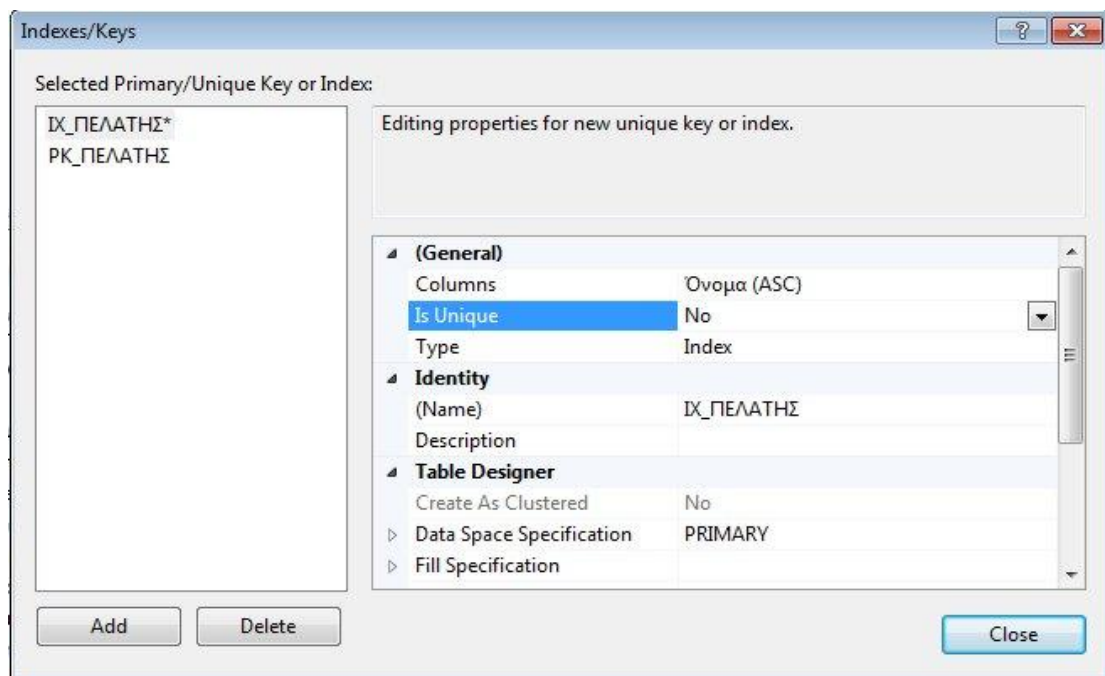 Indexes/Keys
Selected Primary/Unique Key or Index:
IX_ΠΕΛΑΤΗΣ*
PK_ΠΕΛΑΤΗΣ
Editing properties for new unique key or index.
(General)
Columns Όνομα (ASC)
Is Unique No
Type Index
Identity
(Name) IX_ΠΕΛΑΤΗΣ
Description
Table Designer
Create As Clustered No
Data Space Specification PRIMARY
Fill Specification
Add Delete
Close